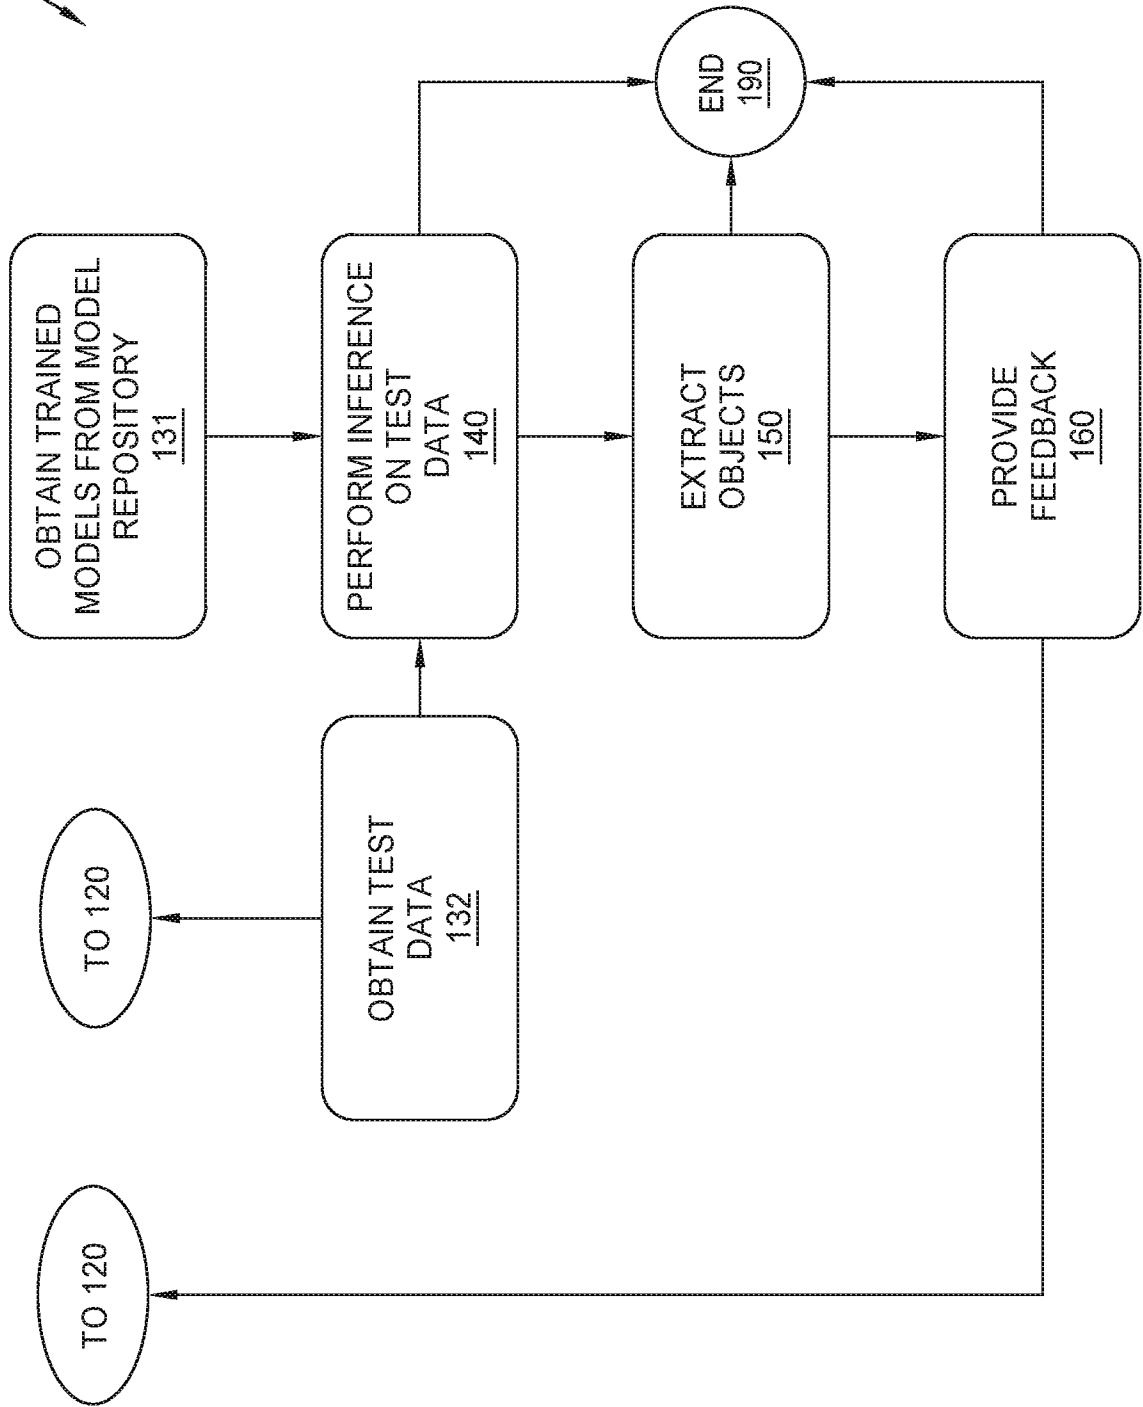 OBTAIN TRAINED
MODELS FROM MODEL
REPOSITORY
131
TO 120
OBTAIN TEST
DATA
132
PERFORM INFERENCE
ON TEST
DATA
140
TO 120
EXTRACT
OBJECTS
150
END
190
PROVIDE
FEEDBACK
160